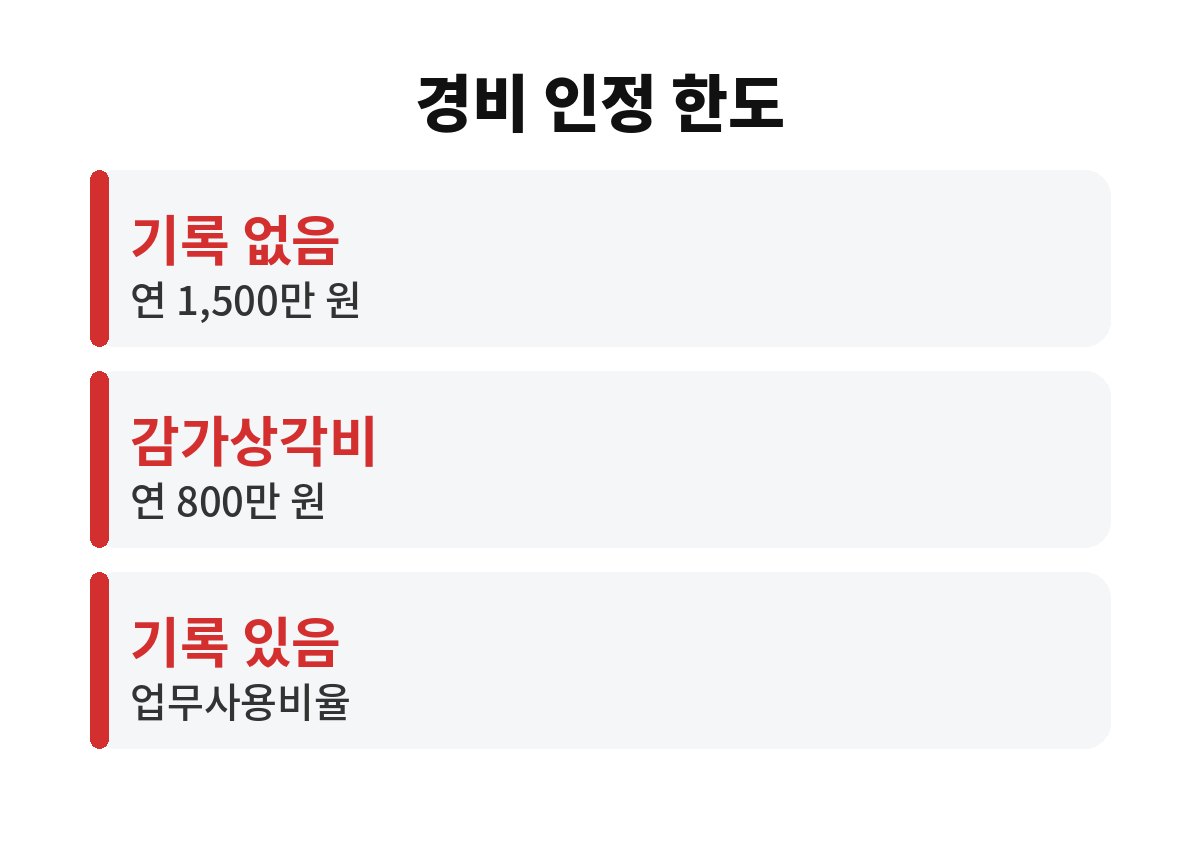 경비 인정 한도
기록 없음
연 1,500만 원
감가상각비
연 800만 원
기록 있음
업무사용비율